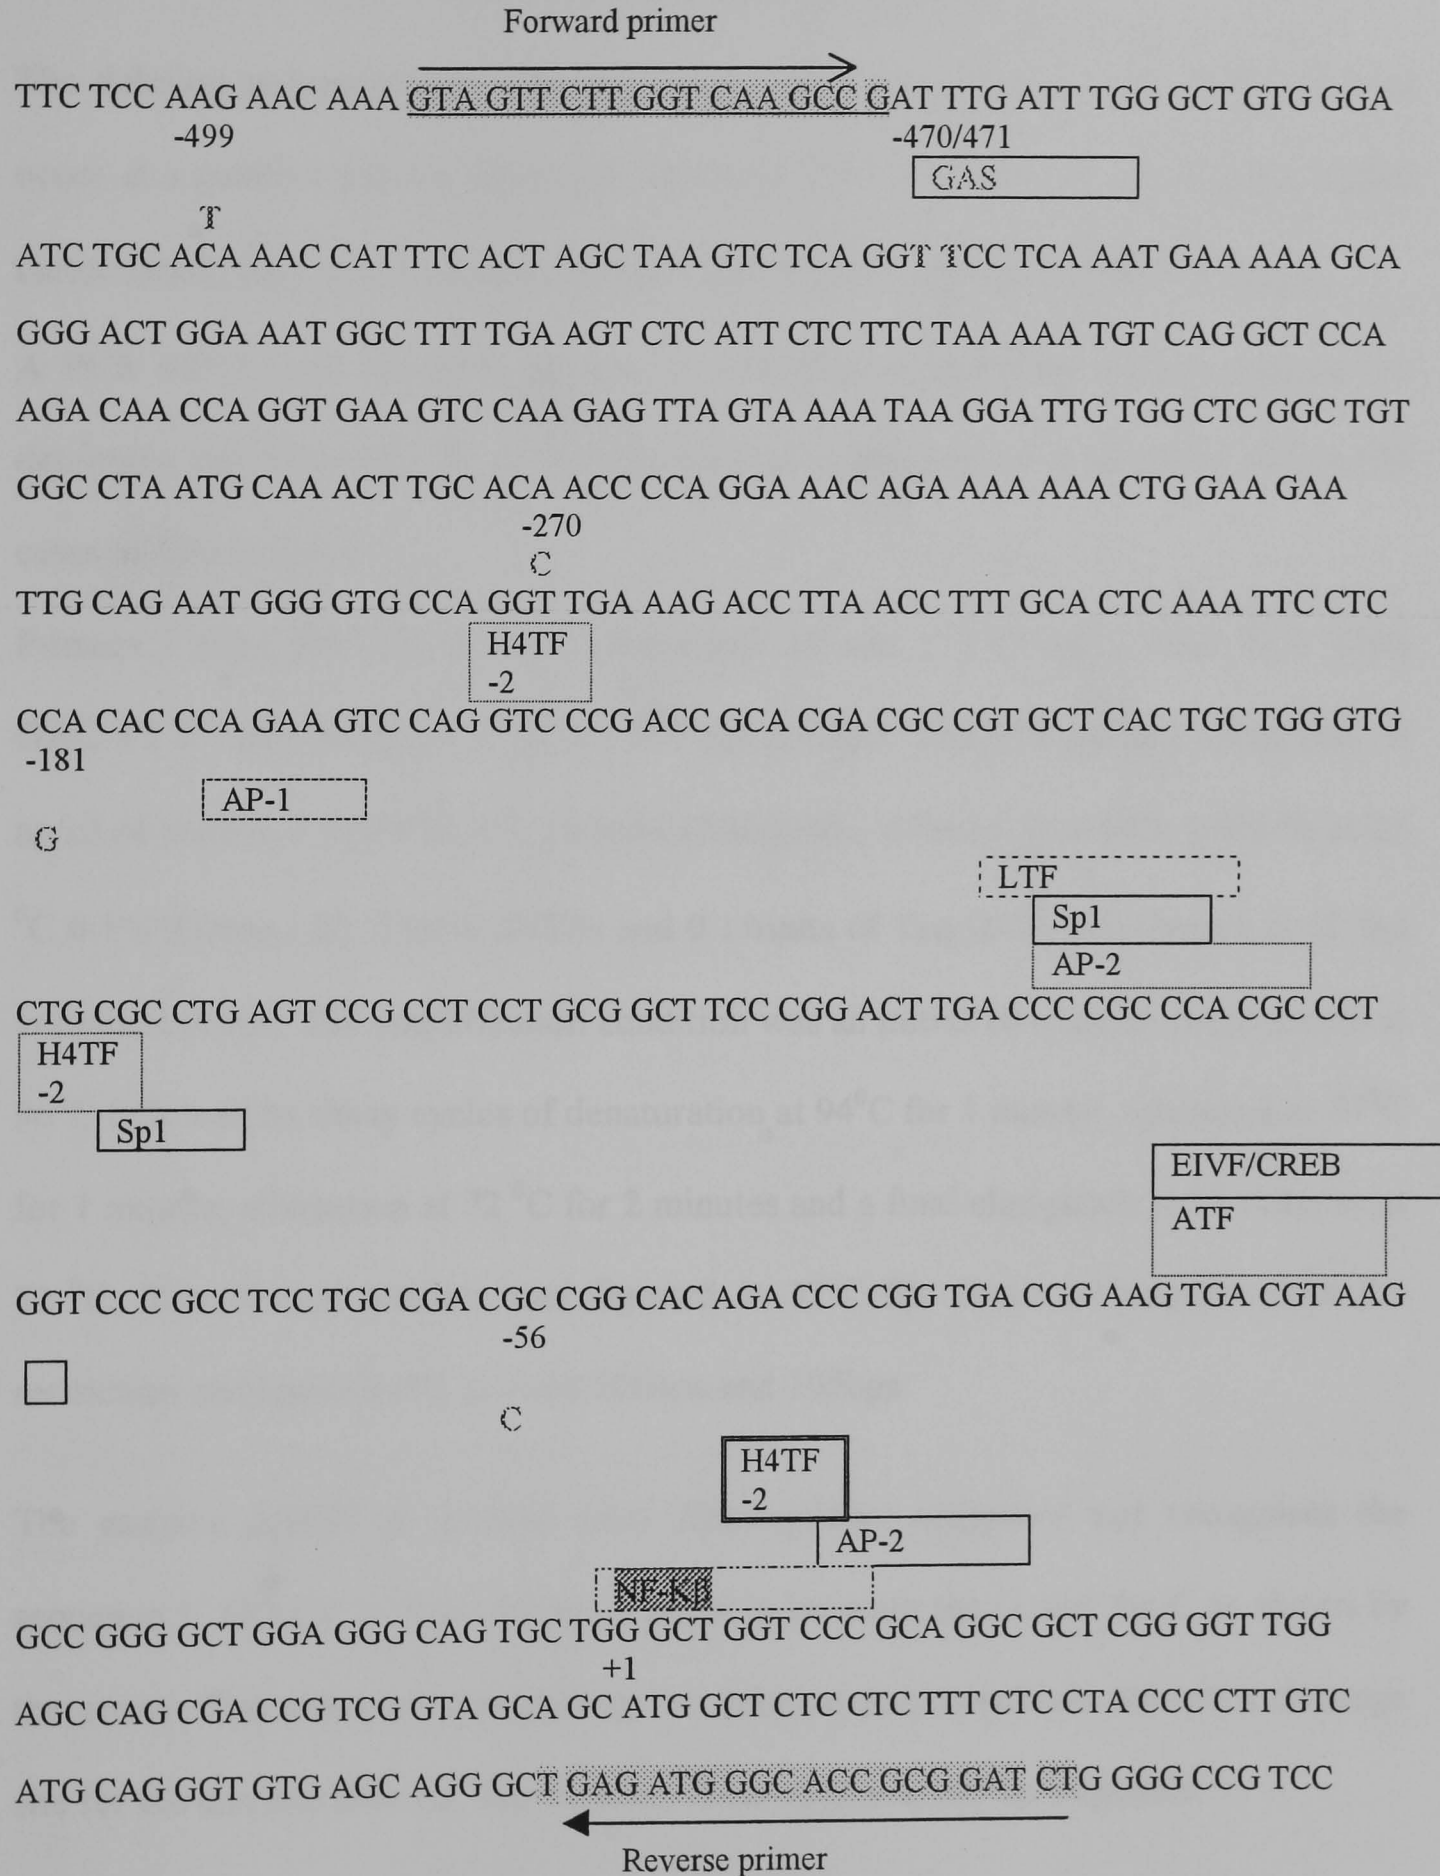 Forward primer
TTC TCC AAG AAC AAA GTA GTT CTT GGT CAA GCC GAT TTG ATT TGG GCT GTG GGA
-499 -470/471
GAS
T
ATC TGC ACA AAC CAT TTC ACT AGC TAA GTC TCA GGT TCC TCA AAT GAA AAA GCA
GGG ACT GGA AAT GGC TTT TGA AGT CTC ATT CTC TTC TAA AAA TGT CAG GCT CCA
AGA CAA CCA GGT GAA GTC CAA GAG TTA GTA AAA TAA GGA TTG TGG CTC GGC TGT
GGC CTA ATG CAA ACT TGC ACA ACC CCA GGA AAC AGA AAA AAA CTG GAA GAA
-270
C
TTG CAG AAT GGG GTG CCA GGT TGA AAG ACC TTA ACC TTT GCA CTC AAA TTC CTC
H4TF
-2
CCA CAC CCA GAA GTC CAG GTC CCG ACC GCA CGA CGC CGT GCT CAC TGC TGG GTG
-181
AP-1
G
LTF
Sp1
AP-2
CTG CGC CTG AGT CCG CCT CCT GCG GCT TCC CGG ACT TGA CCC CGC CCA CGC CCT
H4TF
-2
Sp1
EIVF/CREB
ATF
GGT CCC GCC TCC TGC CGA CGC CGG CAC AGA CCC CGG TGA CGG AAG TGA CGT AAG
-56
C
H4TF
-2
AP-2
NF-Kβ
GCC GGG GCT GGA GGG CAG TGC TGG GCT GGT CCC GCA GGC GCT CGG GGT TGG
+1
AGC CAG CGA CCG TCG GTA GCA GC ATG GCT CTC CTC TTT CTC CTA CCC CTT GTC
ATG CAG GGT GTG AGC AGG GCT GAG ATG GGC ACC GCG GAT CTG GGG CCG TCC
Reverse primer